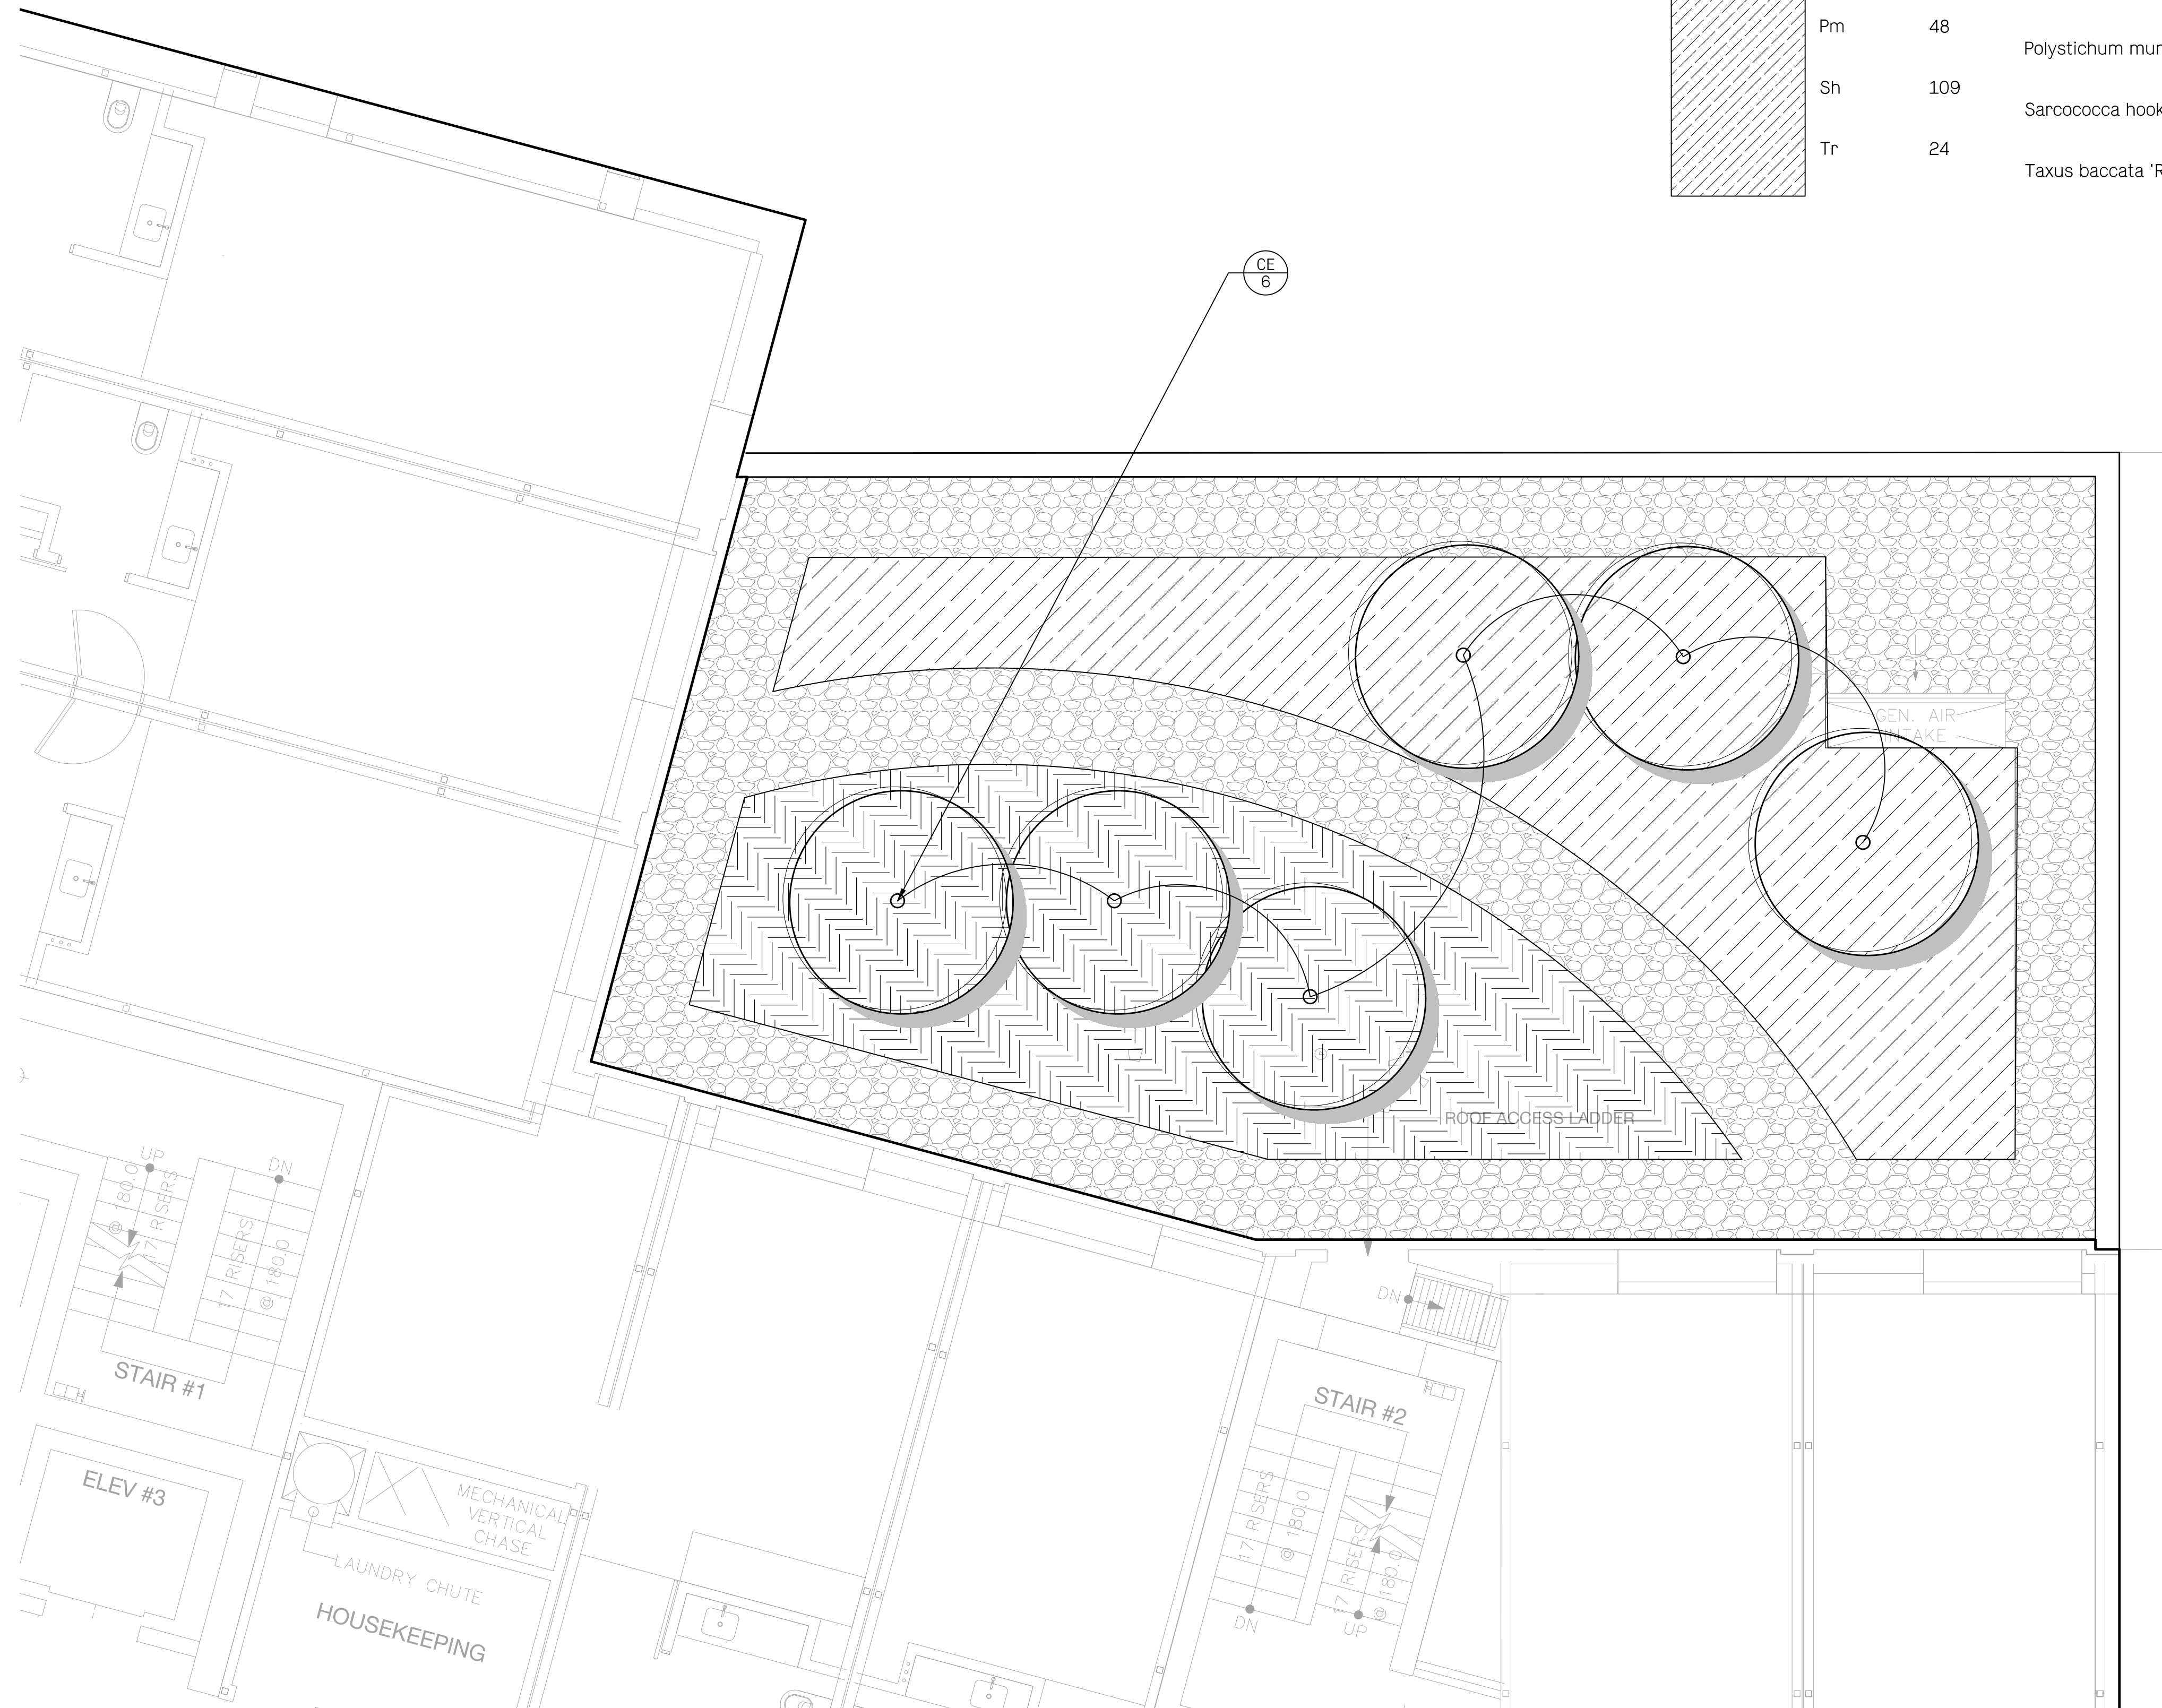 Pm 48 Polystichum mun
Sh 109 Sarcococca hook
Tr 24 Taxus baccata 'R
CE
6
GEN. AIR
INTAKE
ROOF ACCESS LADDER
UP
17 RISERS
@ 180.0
DN
17 RISERS
@ 180.0
STAIR #1
ELEV #3
MECHANICAL
VERTICAL
CHASE
LAUNDRY CHUTE
HOUSEKEEPING
DN
STAIR #2
17 RISERS
@ 180.0
DN
17 RISERS
@ 180.0
UP